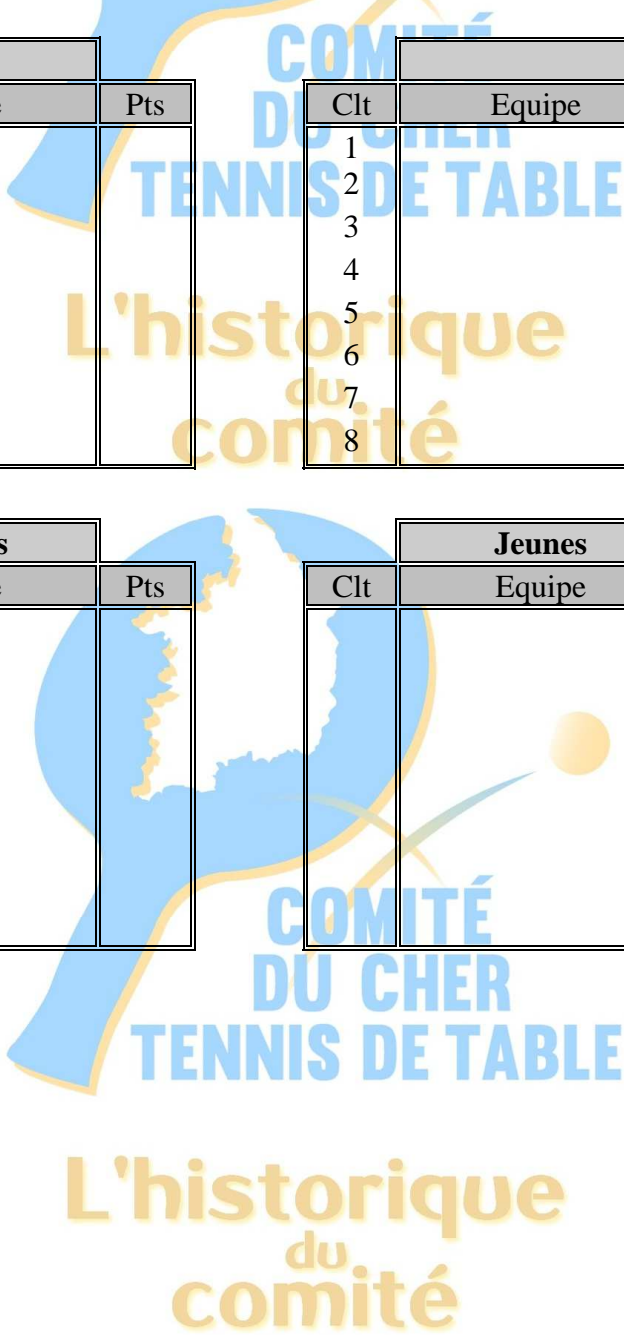 COMITÉ
Pts Clt Equipe
DU CHER
1
2
TENNIS DE TABLE
3
4
L'historique
5
6
du
7
comité
8
s Jeunes
e Pts Clt Equipe
COMITÉ
DU CHER
TENNIS DE TABLE
L'historique
du
comité